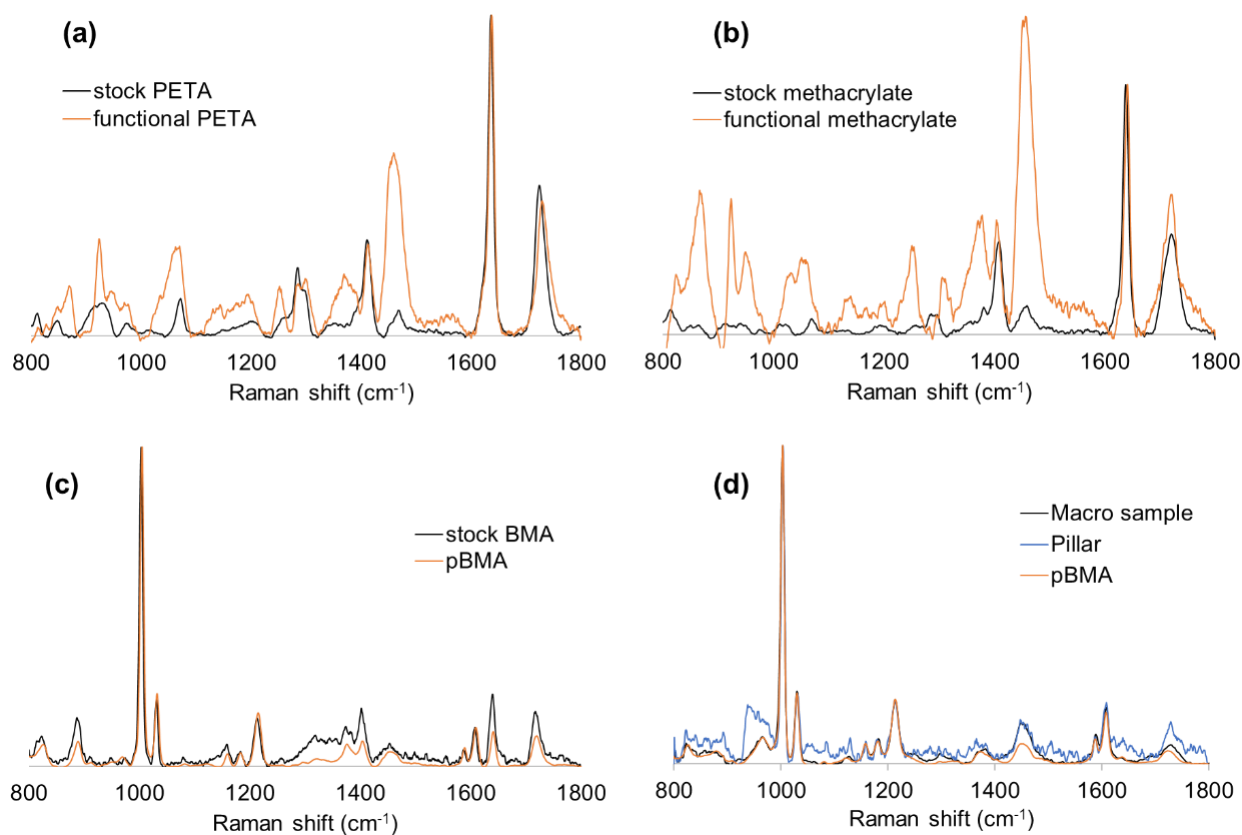 (a)
stock PETA
functional PETA
800 1000 1200 1400 1600 1800
Raman shift (cm⁻¹)
(b)
stock methacrylate
functional methacrylate
800 1000 1200 1400 1600 1800
Raman shift (cm⁻¹)
(c)
stock BMA
pBMA
800 1000 1200 1400 1600 1800
Raman shift (cm⁻¹)
(d)
Macro sample
Pillar
pBMA
800 1000 1200 1400 1600 1800
Raman shift (cm⁻¹)